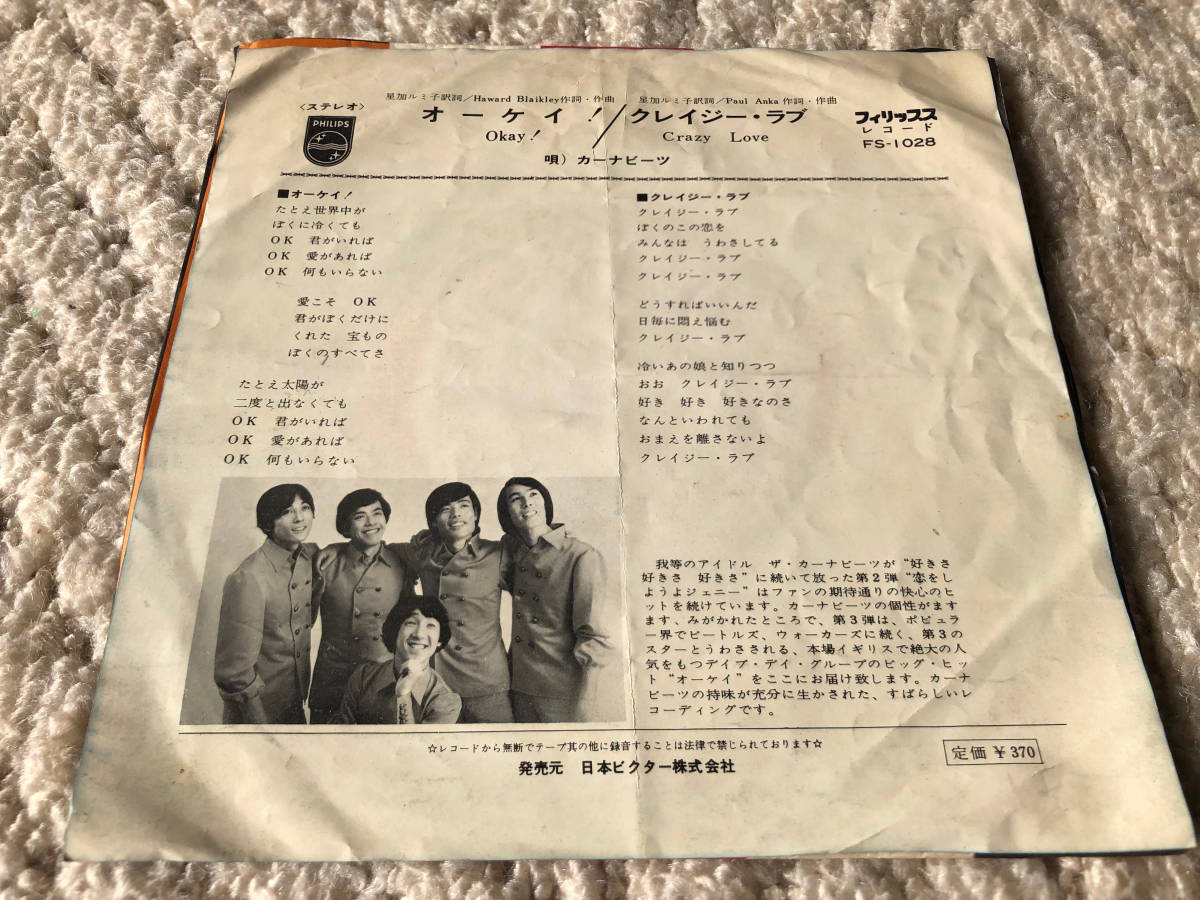 〈ステレオ〉
PHILIPS
星加ルミ子訳詞／Haward Blaikley作詞・作曲
オーケイ！／
Okay！
星加ルミ子訳詞／Paul Anka作詞・作曲
クレイジー・ラブ
Crazy Love
唄）カーナビーツ
フィリップス
レコード
FS-1028
■オーケイ！
たとえ世界中が
ぼくに冷くても
OK 君がいれば
OK 愛があれば
OK 何もいらない
愛こそ OK
君がぼくだけに
くれた 宝もの
ぼくのすべてさ
たとえ太陽が
二度と出なくても
OK 君がいれば
OK 愛があれば
OK 何もいらない
■クレイジー・ラブ
クレイジー・ラブ
ぼくのこの恋を
みんなは うわさしてる
クレイジー・ラブ
クレイジー・ラブ
どうすればいいんだ
日毎に悶え悩む
クレイジー・ラブ
冷いあの娘と知りつつ
おお クレイジー・ラブ
好き 好き 好きなのさ
なんといわれても
おまえを離さないよ
クレイジー・ラブ
我等のアイドル ザ・カーナビーツが“好きさ
好きさ 好きさ”に続いて放った第2弾“恋をし
ようよジェニー”はファンの期待通りの快心のヒ
ットを続けています。カーナビーツの個性がます
ます、みがかれたところで、第3弾は、ポピュラ
ー界でビートルズ、ウォーカーズに続く、第3の
スターとうわさされる、本場イギリスで絶大の人
気をもつデイブ・デイ・グループのビッグ・ヒッ
ト“オーケイ”をここにお届け致します。カーナ
ビーツの持味が充分に生かされた、すばらしいレ
コーディングです。
☆レコードから無断でテープ其の他に録音することは法律で禁じられております☆
発売元 日本ビクター株式会社
定価￥370